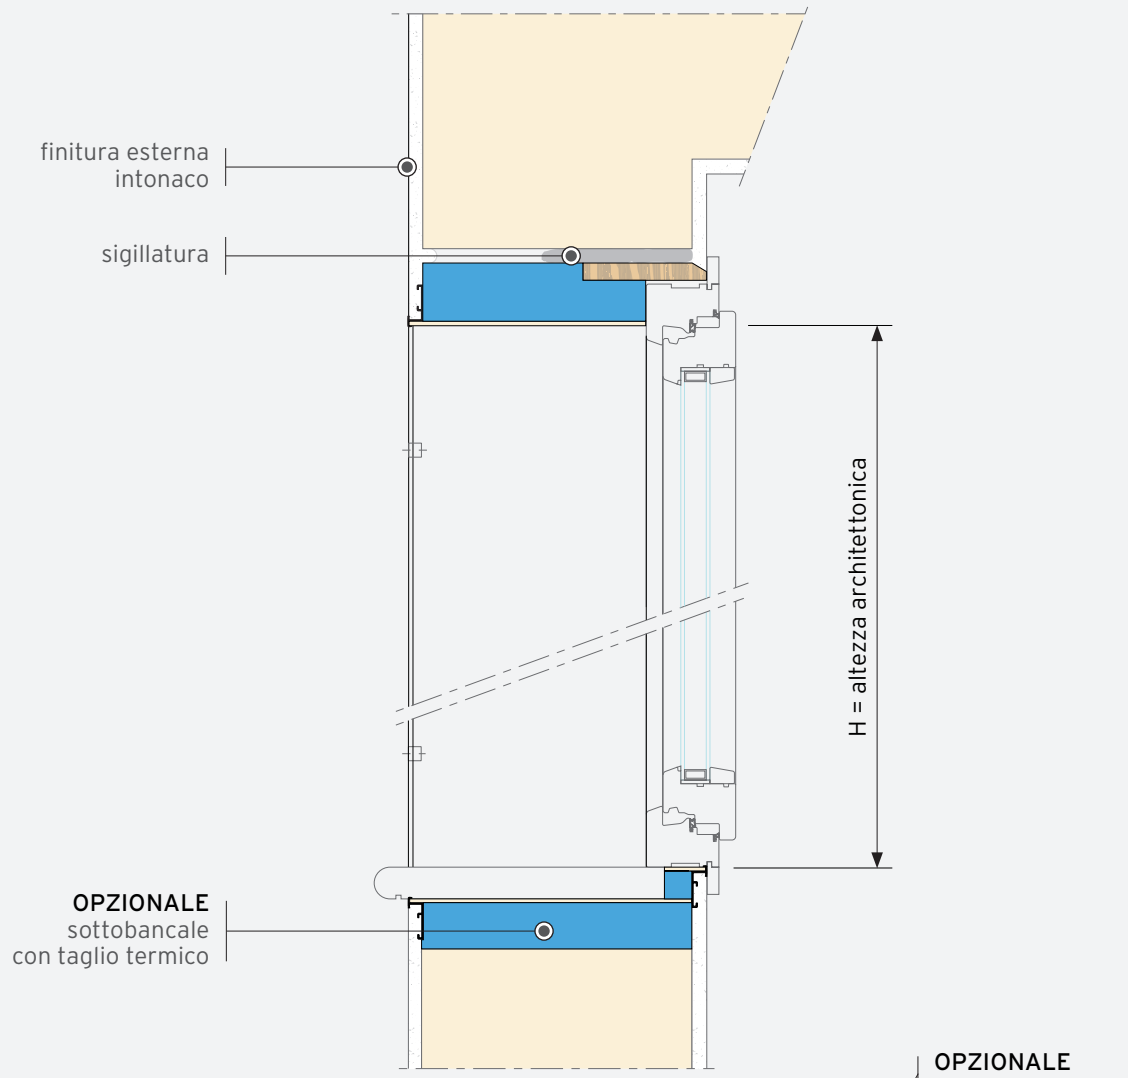 finitura esterna
intonaco
sigillatura
H = altezza architettonica
OPZIONALE
sottobancale
con taglio termico
OPZIONALE